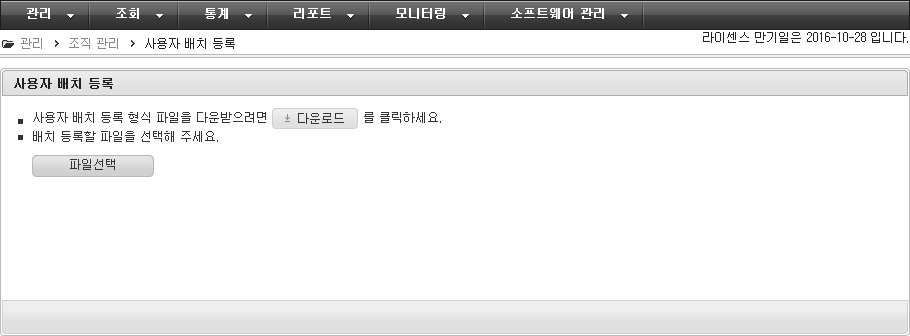 관리 조회 통계 리포트 모니터링 소프트웨어 관리
관리 > 조직 관리 > 사용자 배치 등록
라이센스 만기일은 2016-10-28 입니다.
사용자 배치 등록
사용자 배치 등록 형식 파일을 다운받으려면 다운로드 를 클릭하세요.
배치 등록할 파일을 선택해 주세요.
파일선택